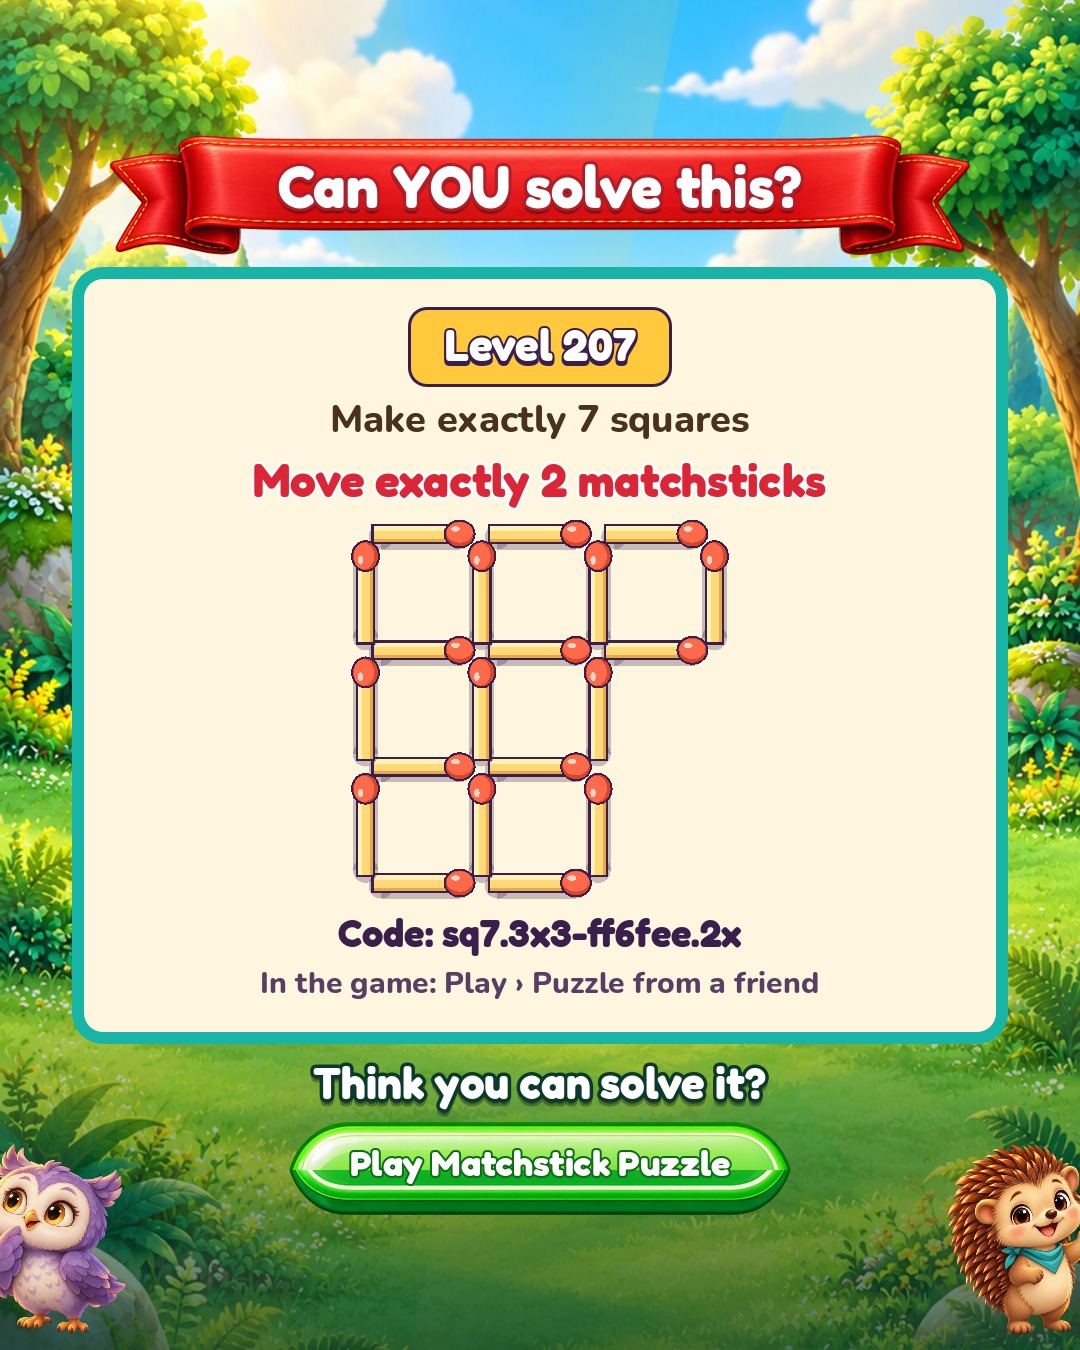 Can YOU solve this?
Level 207
Make exactly 7 squares
Move exactly 2 matchsticks
Code: sq7.3x3-ff6fee.2x
In the game: Play › Puzzle from a friend
Think you can solve it?
Play Matchstick Puzzle